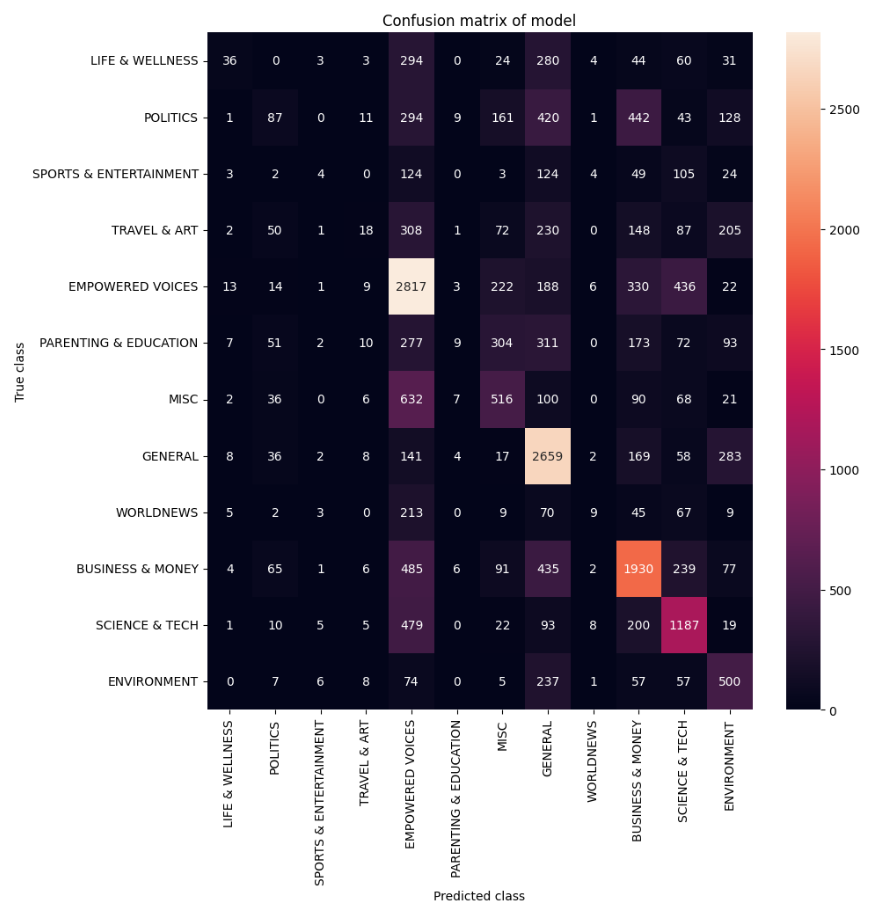 Confusion matrix of model
LIFE & WELLNESS 36 0 3 3 294 0 24 280 4 44 60 31
2500
POLITICS 1 87 0 11 294 9 161 420 1 442 43 128
SPORTS & ENTERTAINMENT 3 2 4 0 124 0 3 124 4 49 105 24
2000
TRAVEL & ART 2 50 1 18 308 1 72 230 0 148 87 205
EMPOWERED VOICES 13 14 1 9 2817 3 222 188 6 330 436 22
1500
PARENTING & EDUCATION 7 51 2 10 277 9 304 311 0 173 72 93
True class
MISC 2 36 0 6 632 7 516 100 0 90 68 21
GENERAL 8 36 2 8 141 4 17 2659 2 169 58 283
1000
WORLDNEWS 5 2 3 0 213 0 9 70 9 45 67 9
BUSINESS & MONEY 4 65 1 6 485 6 91 435 2 1930 239 77
500
SCIENCE & TECH 1 10 5 5 479 0 22 93 8 200 1187 19
ENVIRONMENT 0 7 6 8 74 0 5 237 1 57 57 500
0
LIFE & WELLNESS
POLITICS
SPORTS & ENTERTAINMENT
TRAVEL & ART
EMPOWERED VOICES
PARENTING & EDUCATION
MISC
GENERAL
WORLDNEWS
BUSINESS & MONEY
SCIENCE & TECH
ENVIRONMENT
Predicted class